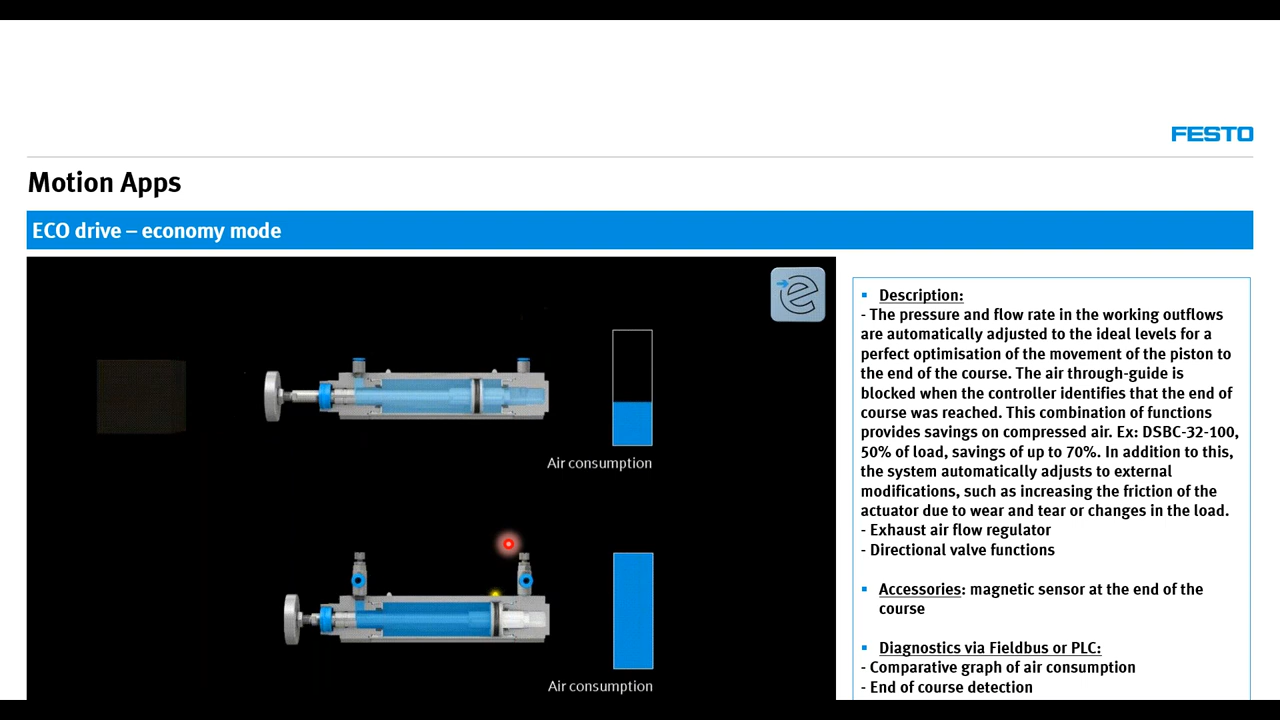 FESTO
Motion Apps
ECO drive – economy mode
Air consumption
Air consumption
▪ Description:
- The pressure and flow rate in the working outflows
are automatically adjusted to the ideal levels for a
perfect optimisation of the movement of the piston to
the end of the course. The air through-guide is
blocked when the controller identifies that the end of
course was reached. This combination of functions
provides savings on compressed air. Ex: DSBC-32-100,
50% of load, savings of up to 70%. In addition to this,
the system automatically adjusts to external
modifications, such as increasing the friction of the
actuator due to wear and tear or changes in the load.
- Exhaust air flow regulator
- Directional valve functions
▪ Accessories: magnetic sensor at the end of the
course
▪ Diagnostics via Fieldbus or PLC:
- Comparative graph of air consumption
- End of course detection